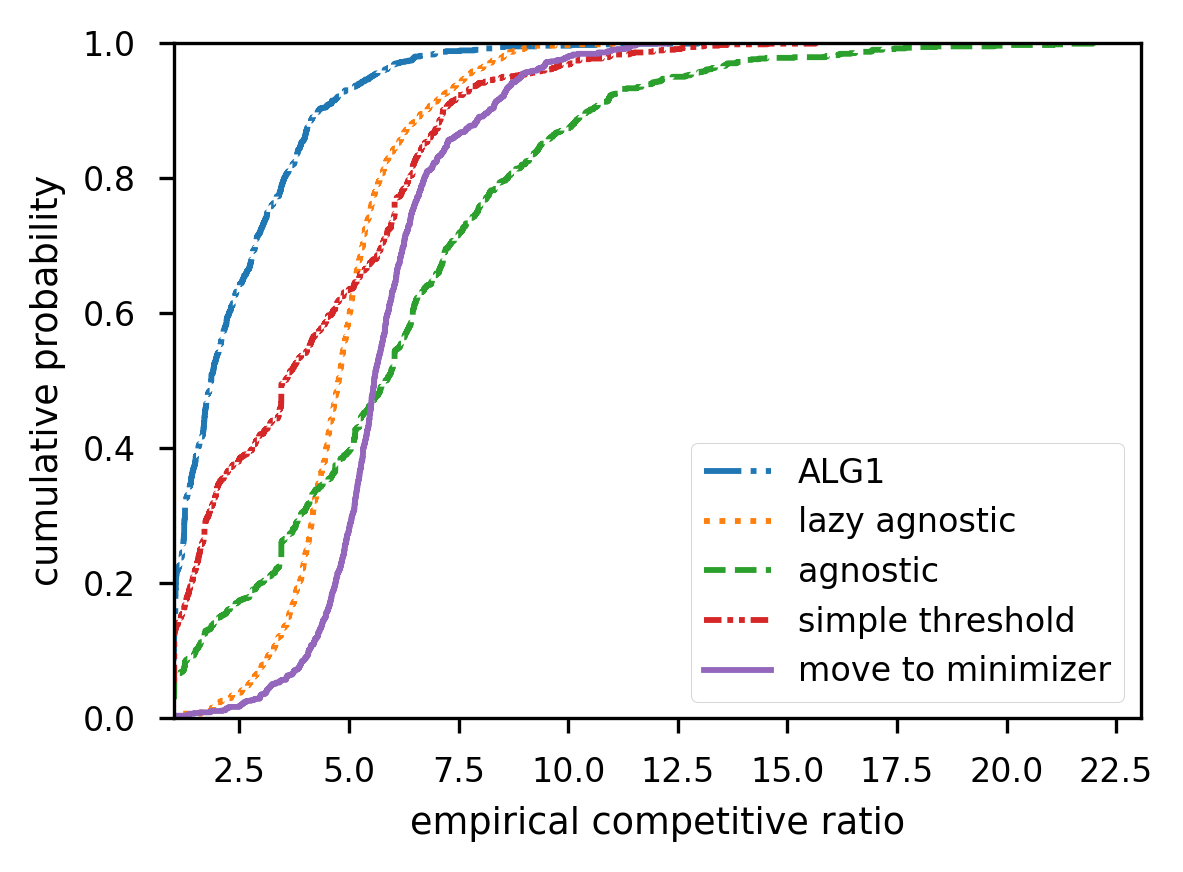 1.0
0.8
0.6
0.4
0.2
0.0
cumulative probability
ALG1
lazy agnostic
agnostic
simple threshold
move to minimizer
2.5 5.0 7.5 10.0 12.5 15.0 17.5 20.0 22.5
empirical competitive ratio